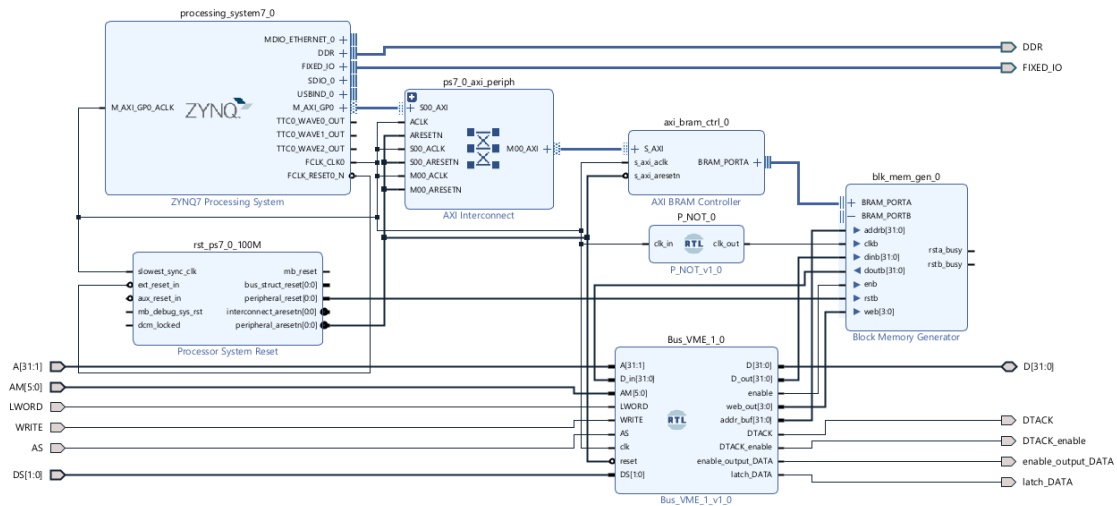 processing_system7_0
MDIO_ETHERNET_0
DDR
FIXED_IO
SDIO_0
USBIND_0
M_AXI_GP0_ACLK
ZYNQ
M_AXI_GP0
TTC0_WAVE0_OUT
TTC0_WAVE1_OUT
TTC0_WAVE2_OUT
FCLK_CLK0
FCLK_RESET0_N
ZYNQ7 Processing System
ps7_0_axi_periph
S00_AXI
ACLK
ARESETN
S00_ACLK
M00_AXI
S00_ARESETN
M00_ACLK
M00_ARESETN
AXI Interconnect
axi_bram_ctrl_0
S_AXI
s_axi_aclk
BRAM_PORTA
s_axi_aresetn
AXI BRAM Controller
P_NOT_0
clk_in
RTL
clk_out
P_NOT_v1_0
blk_mem_gen_0
BRAM_PORTA
BRAM_PORTB
addrb[31:0]
clkb
dinb[31:0]
doutb[31:0]
enb
rstb
web[3:0]
rsta_busy
rstb_busy
Block Memory Generator
DDR
FIXED_IO
rst_ps7_0_100M
slowest_sync_clk
mb_reset
ext_reset_in
bus_struct_reset[0:0]
aux_reset_in
peripheral_reset[0:0]
mb_debug_sys_rst
interconnect_aresetn[0:0]
dcm_locked
peripheral_aresetn[0:0]
Processor System Reset
A[31:1]
AM[5:0]
LWORD
WRITE
AS
DS[1:0]
Bus_VME_1_0
A[31:1]
D_in[31:0]
AM[5:0]
LWORD
WRITE
AS
clk
reset
DS[1:0]
RTL
D[31:0]
D_out[31:0]
enable
web_out[3:0]
addr_buf[31:0]
DTACK
DTACK_enable
enable_output_DATA
latch_DATA
Bus_VME_1_v1_0
D[31:0]
DTACK
DTACK_enable
enable_output_DATA
latch_DATA